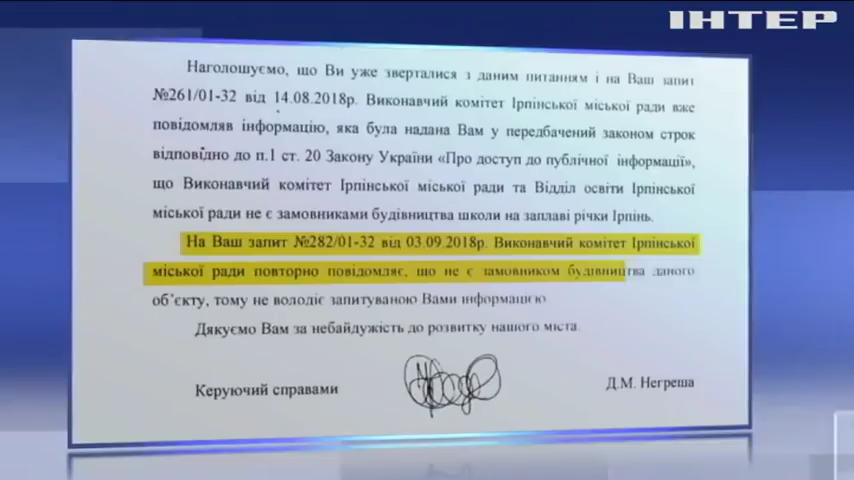 ІНТЕР
Наголошуємо, що Ви уже зверталися з даним питанням і на Ваш запит
№261/01-32 від 14.08.2018р. Виконавчий комітет Ірпінської міської ради вже
повідомляв інформацію, яка була надана Вам у передбачений законом строк
відповідно до п.1 ст. 20 Закону України «Про доступ до публічної інформації»,
що Виконавчий комітет Ірпінської міської ради та Відділ освіти Ірпінської
міської ради не є замовниками будівництва школи на заплаві річки Ірпінь.
На Ваш запит №282/01-32 від 03.09.2018р. Виконавчий комітет Ірпінської
міської ради повторно повідомляє, що не є замовником будівництва даного
об’єкту, тому не володіє запитуваною Вами інформацією
Дякуємо Вам за небайдужість до розвитку нашого міста.
Керуючий справами
Д.М. Негреша